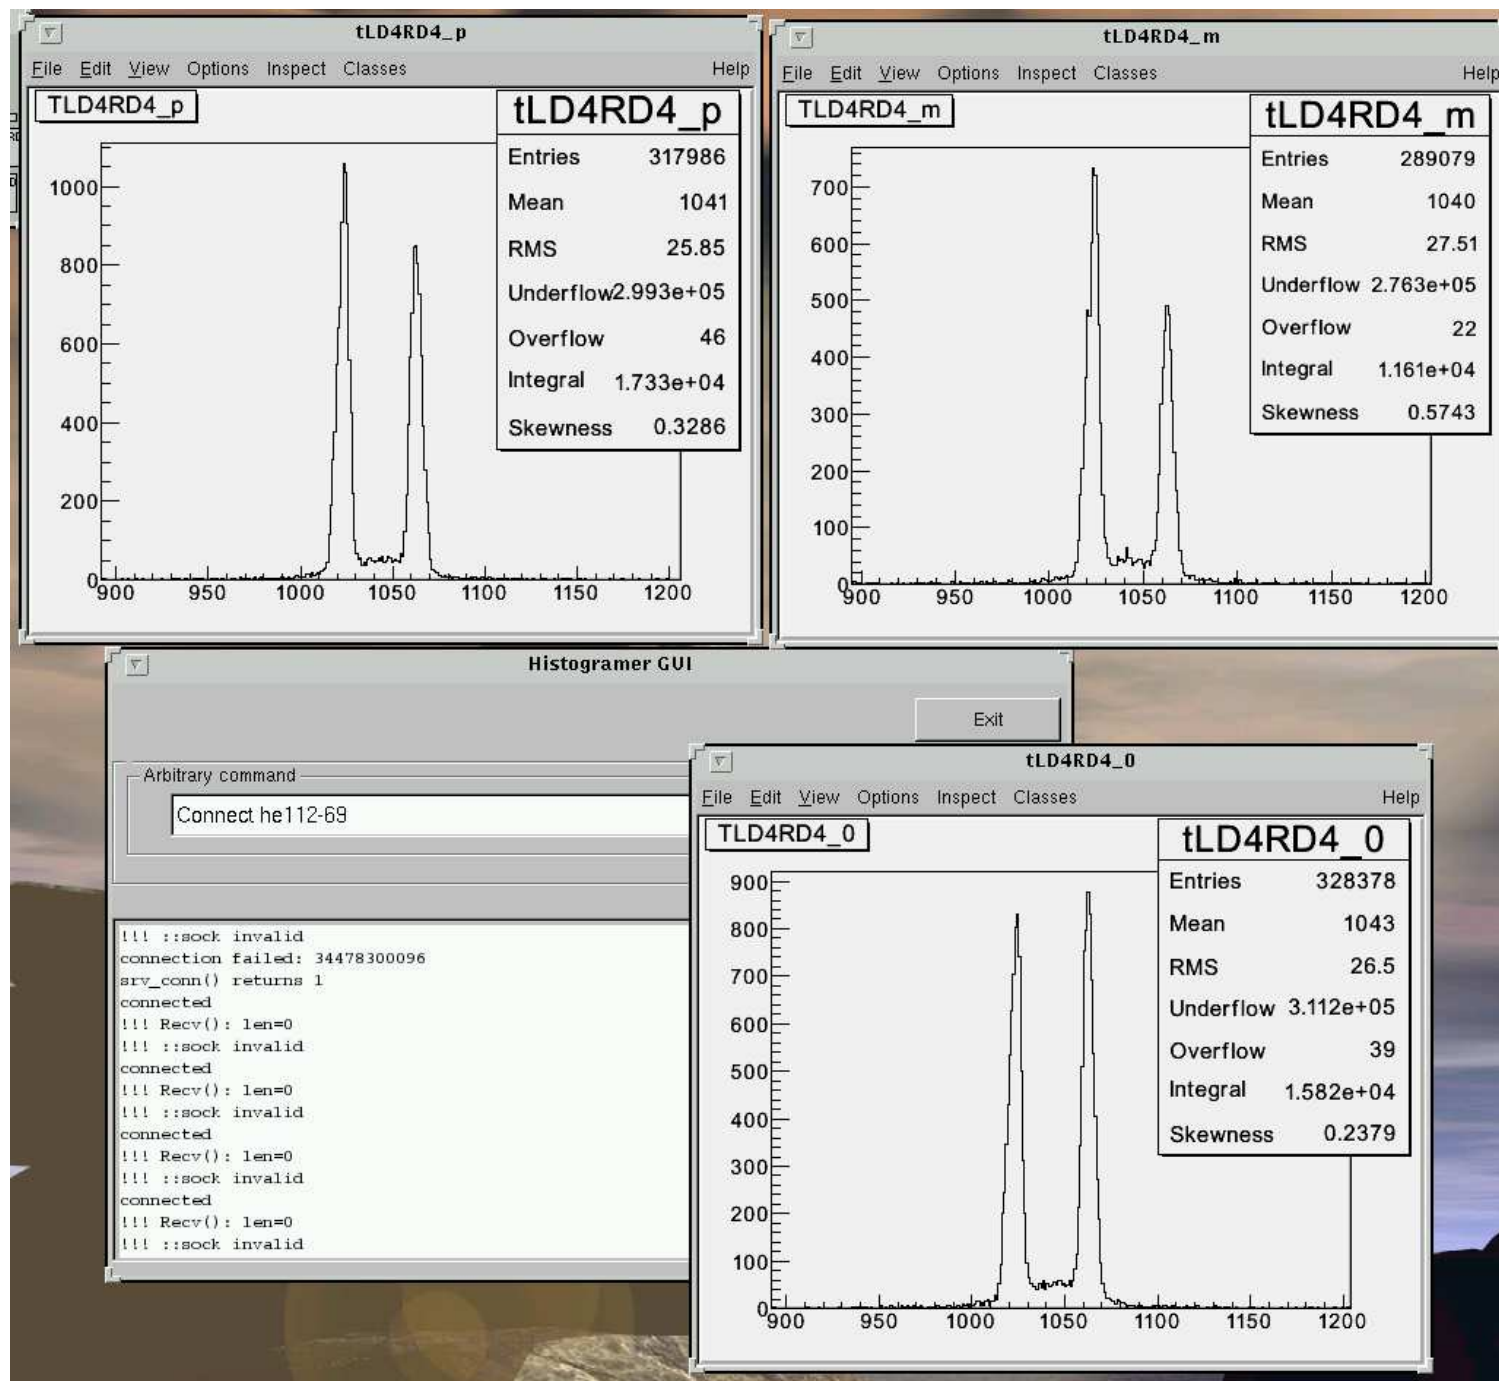 tLD4RD4_p
File Edit View Options Inspect Classes Help
TLD4RD4_p
tLD4RD4_p
Entries 317986
Mean 1041
RMS 25.85
Underflow 2.993e+05
Overflow 46
Integral 1.733e+04
Skewness 0.3286
1000
800
600
400
200
0
900 950 1000 1050 1100 1150 1200
tLD4RD4_m
File Edit View Options Inspect Classes Help
TLD4RD4_m
tLD4RD4_m
Entries 289079
Mean 1040
RMS 27.51
Underflow 2.763e+05
Overflow 22
Integral 1.161e+04
Skewness 0.5743
700
600
500
400
300
200
100
0
900 950 1000 1050 1100 1150 1200
Histogramer GUI
Exit
Arbitrary command
Connect he112-69
!!! ::sock invalid
connection failed: 34478300096
srv_conn() returns 1
connected
!!! Recv(): len=0
!!! ::sock invalid
connected
!!! Recv(): len=0
!!! ::sock invalid
connected
!!! Recv(): len=0
!!! ::sock invalid
connected
!!! Recv(): len=0
!!! ::sock invalid
tLD4RD4_0
File Edit View Options Inspect Classes Help
TLD4RD4_0
tLD4RD4_0
Entries 328378
Mean 1043
RMS 26.5
Underflow 3.112e+05
Overflow 39
Integral 1.582e+04
Skewness 0.2379
900
800
700
600
500
400
300
200
100
0
900 950 1000 1050 1100 1150 1200